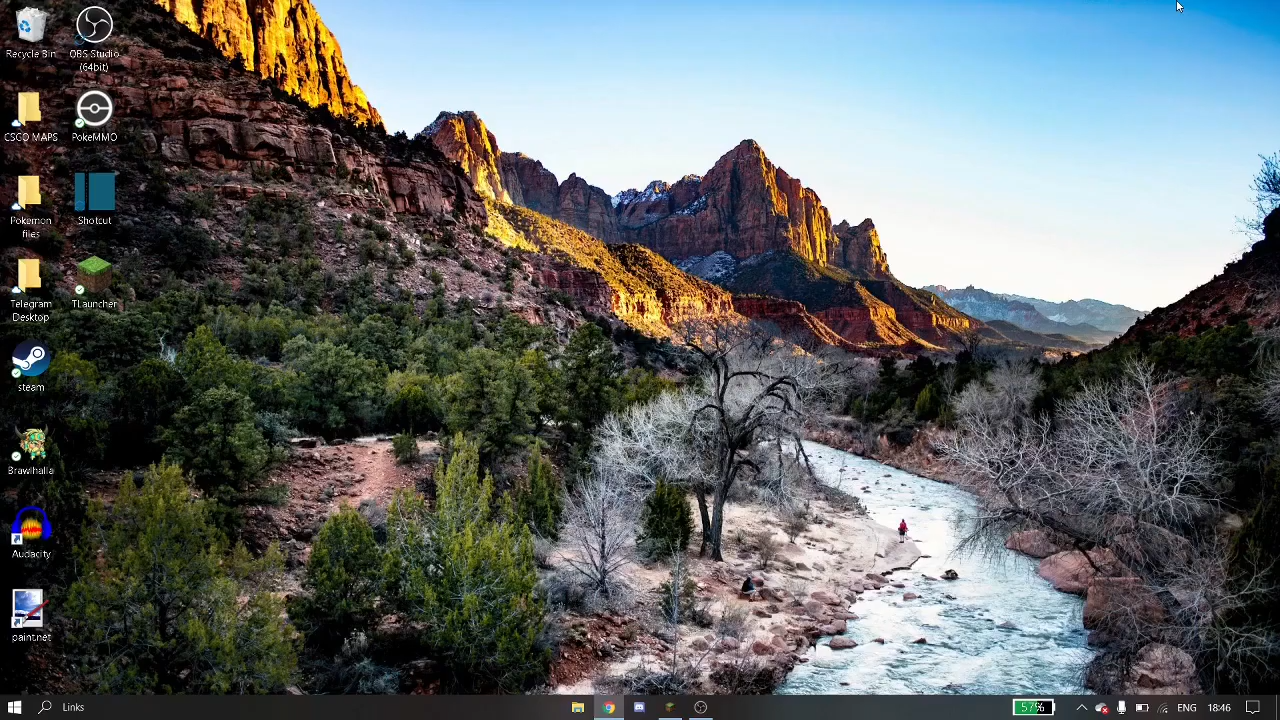 Recycle Bin
OBS Studio
(64bit)
CSGO MAPS
PokeMMO
Pokemon
files
Shotcut
Telegram
Desktop
TLauncher
steam
Brawlhalla
Audacity
paint.net
Links
57%
ENG
18:46